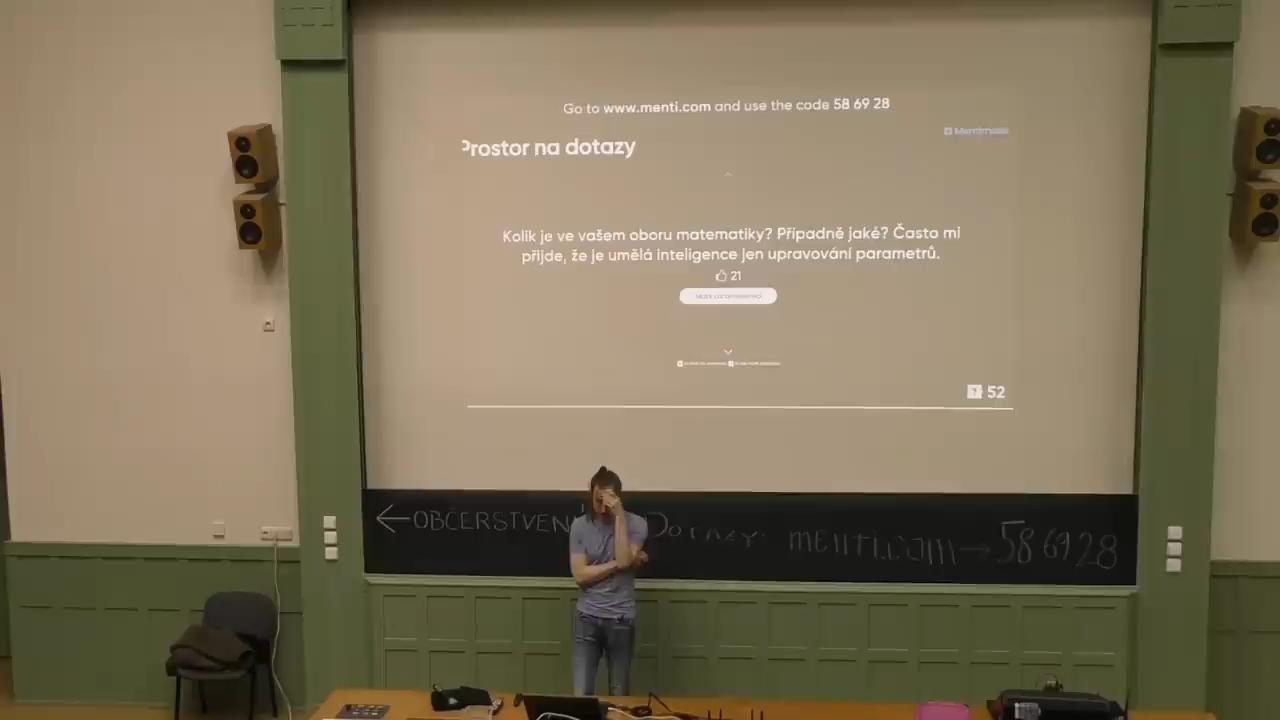 Go to www.menti.com and use the code 58 69 28
Mentimeter
Prostor na dotazy
Kolik je ve vašem oboru matematiky? Případně jaké? Často mi
přijde, že je umělá inteligence jen upravování parametrů.
21
52
← OBČERSTVENÍ Dotazy: menti.com → 58 69 28